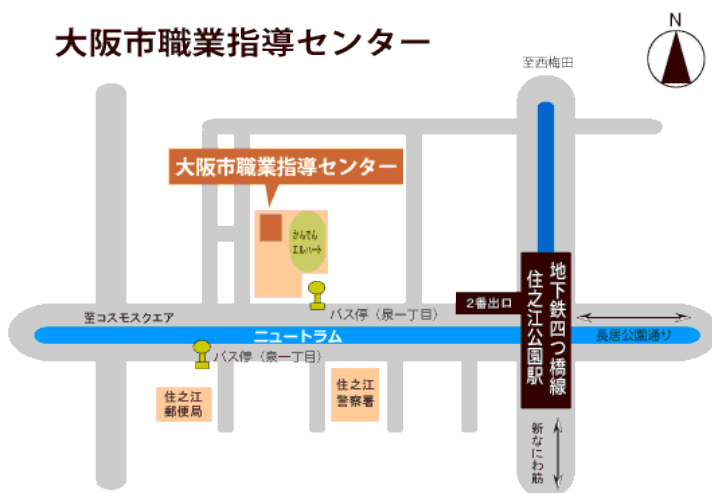 大阪市職業指導センター
N
至西梅田
大阪市職業指導センター
かんでん
エルハート
2番出口
地下鉄四つ橋線
住之江公園駅
至コスモスクエア
バス停（泉一丁目）
ニュートラム
長居公園通り
バス停（泉一丁目）
住之江
郵便局
住之江
警察署
新なにわ筋